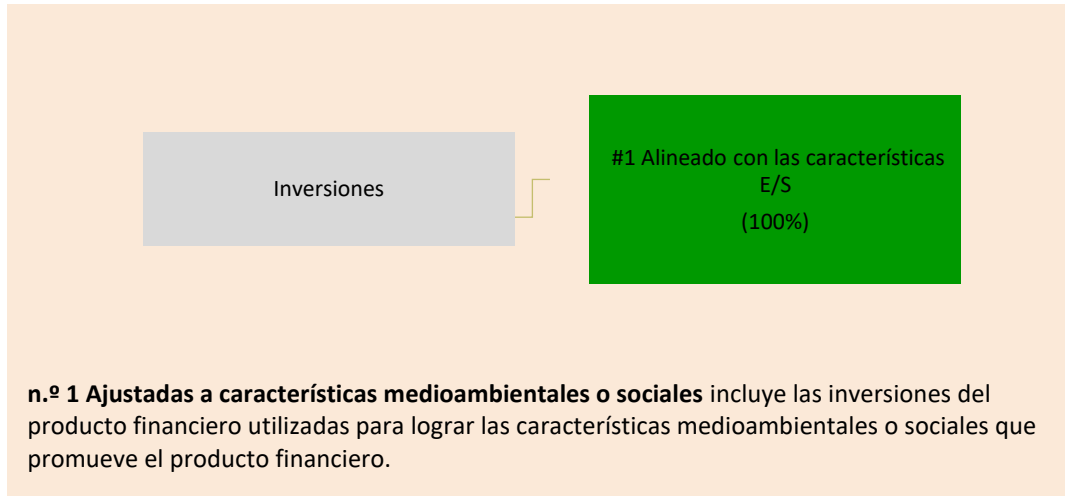 Inversiones
#1 Alineado con las características
E/S
(100%)
n.º 1 Ajustadas a características medioambientales o sociales incluye las inversiones del
producto financiero utilizadas para lograr las características medioambientales o sociales que
promueve el producto financiero.